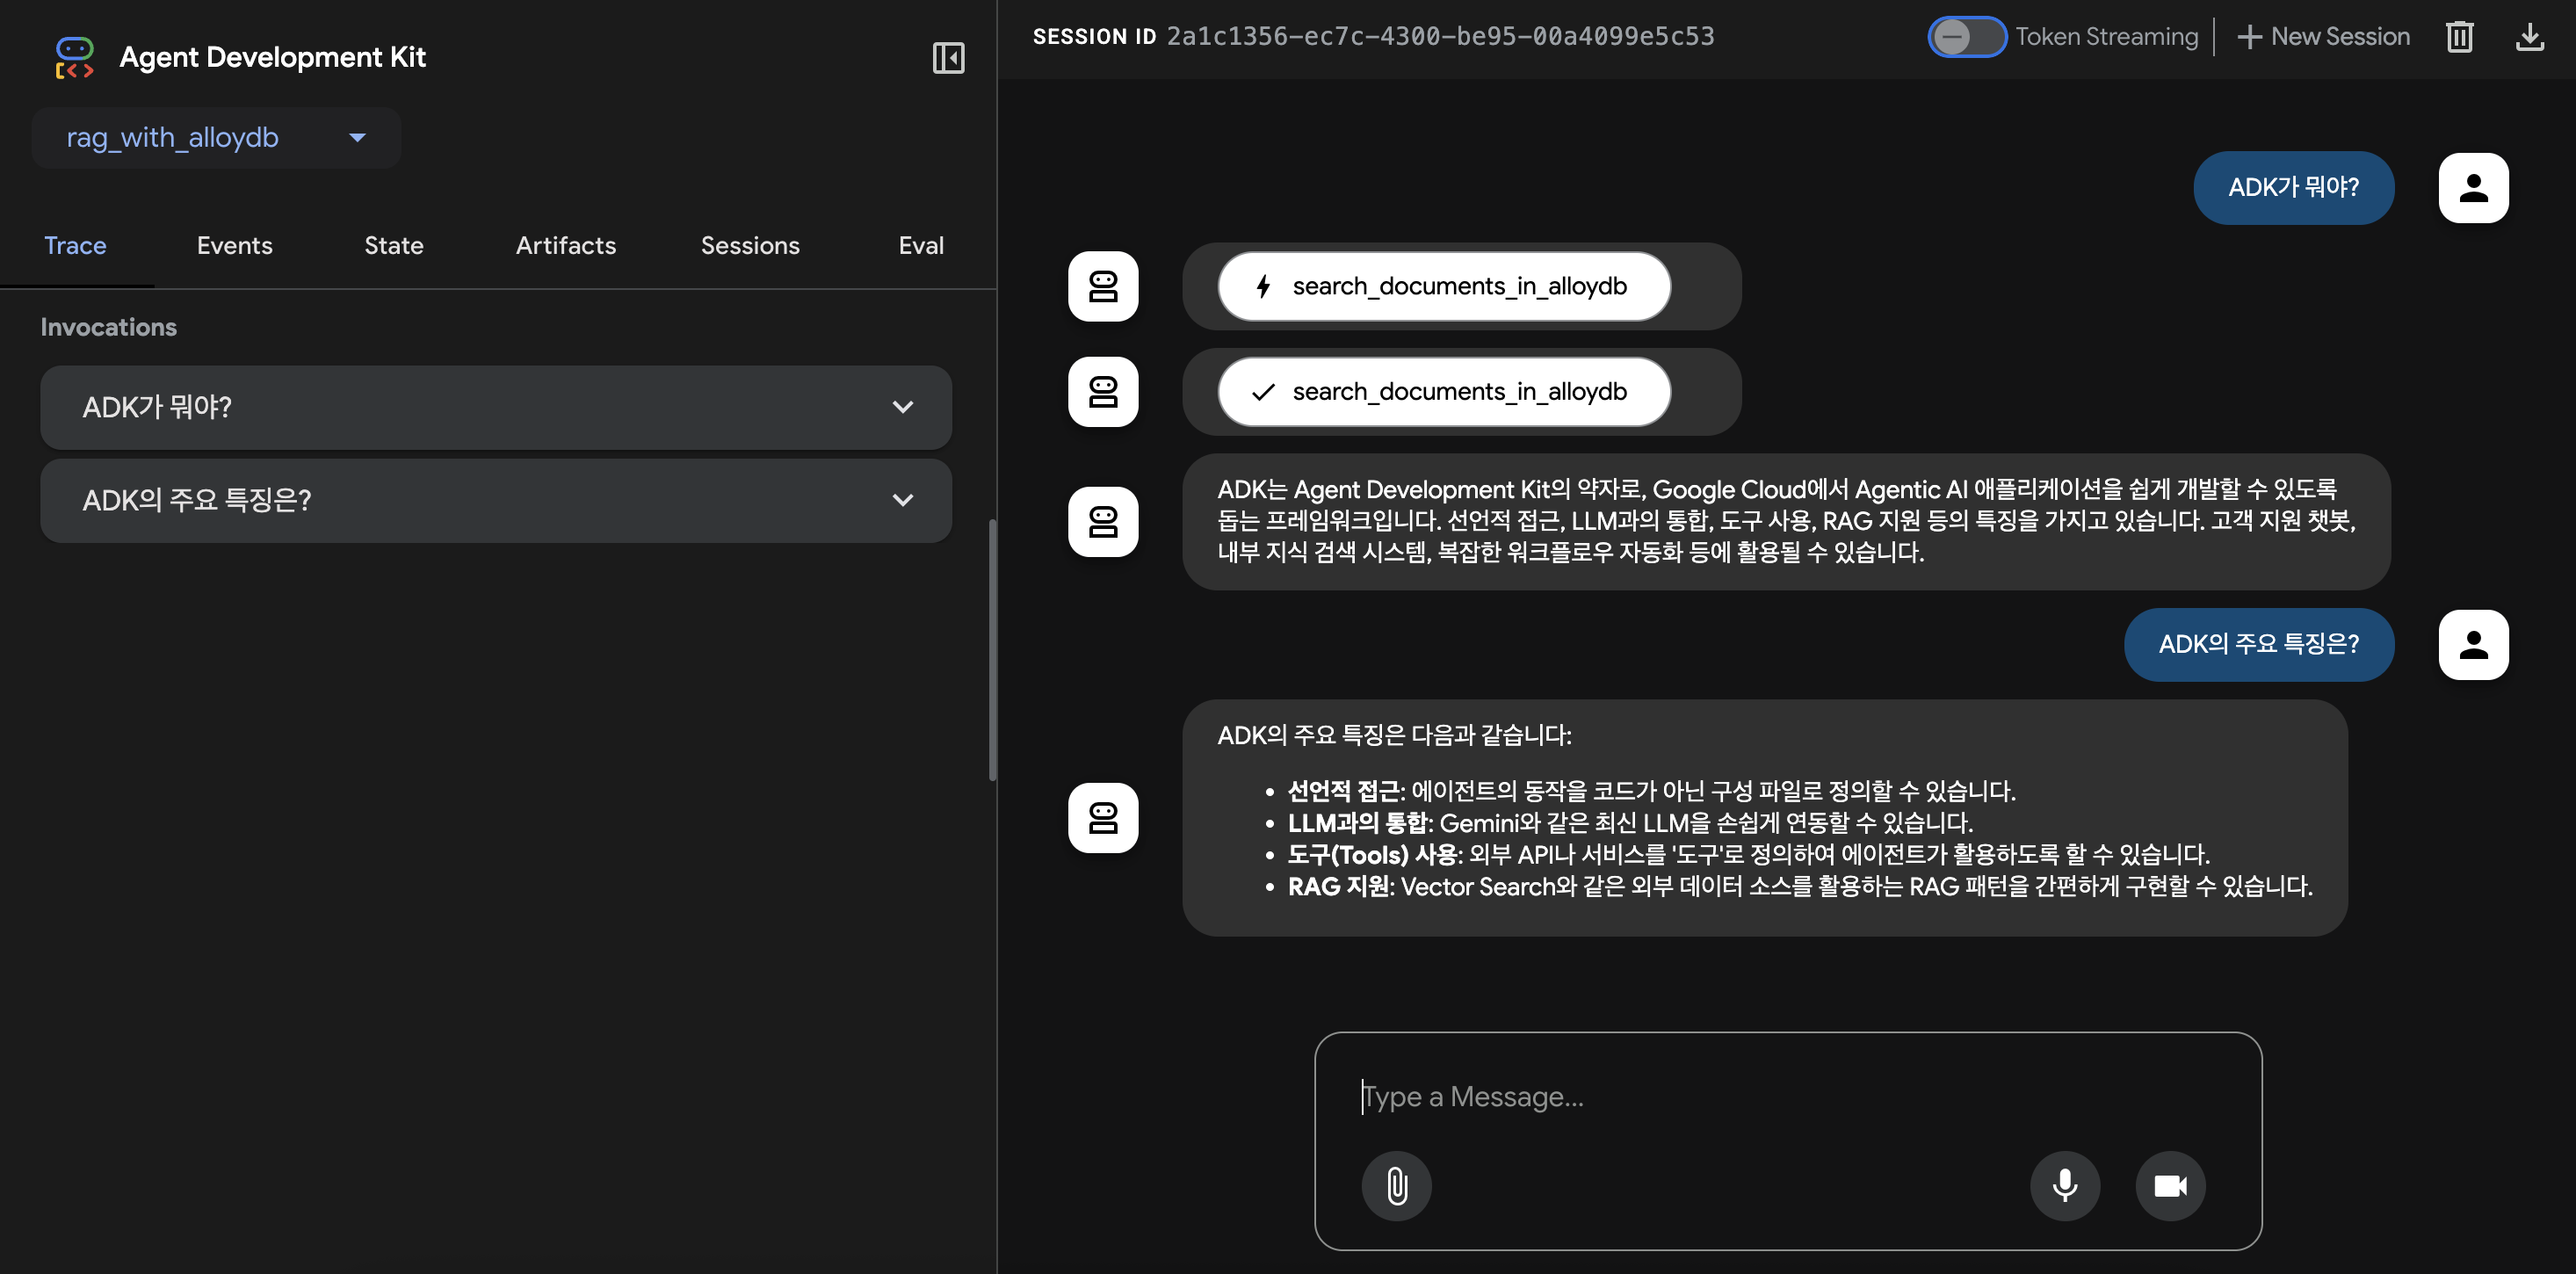 Agent Development Kit
rag_with_alloydb
Trace
Events
State
Artifacts
Sessions
Eval
Invocations
ADK가 뭐야?
ADK의 주요 특징은?
SESSION ID 2a1c1356-ec7c-4300-be95-00a4099e5c53
Token Streaming
New Session
ADK가 뭐야?
search_documents_in_alloydb
search_documents_in_alloydb
ADK는 Agent Development Kit의 약자로, Google Cloud에서 Agentic AI 애플리케이션을 쉽게 개발할 수 있도록
돕는 프레임워크입니다. 선언적 접근, LLM과의 통합, 도구 사용, RAG 지원 등의 특징을 가지고 있습니다. 고객 지원 챗봇,
내부 지식 검색 시스템, 복잡한 워크플로우 자동화 등에 활용될 수 있습니다.
ADK의 주요 특징은?
ADK의 주요 특징은 다음과 같습니다:
• 선언적 접근: 에이전트의 동작을 코드가 아닌 구성 파일로 정의할 수 있습니다.
• LLM과의 통합: Gemini와 같은 최신 LLM을 손쉽게 연동할 수 있습니다.
• 도구(Tools) 사용: 외부 API나 서비스를 '도구'로 정의하여 에이전트가 활용하도록 할 수 있습니다.
• RAG 지원: Vector Search와 같은 외부 데이터 소스를 활용하는 RAG 패턴을 간편하게 구현할 수 있습니다.
Type a Message...